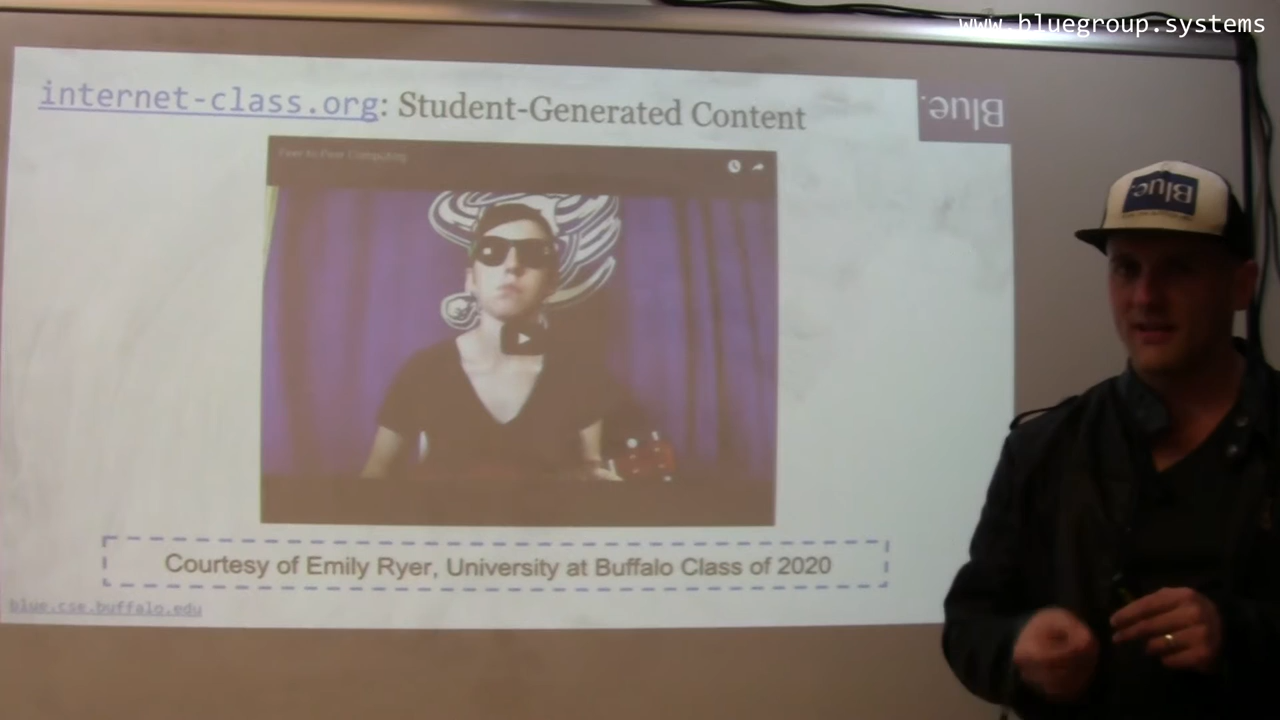 www.bluegroup.systems
internet-class.org: Student-Generated Content
Blue.
Peer to Peer Computing
Blue.
Courtesy of Emily Ryer, University at Buffalo Class of 2020
blue.cse.buffalo.edu